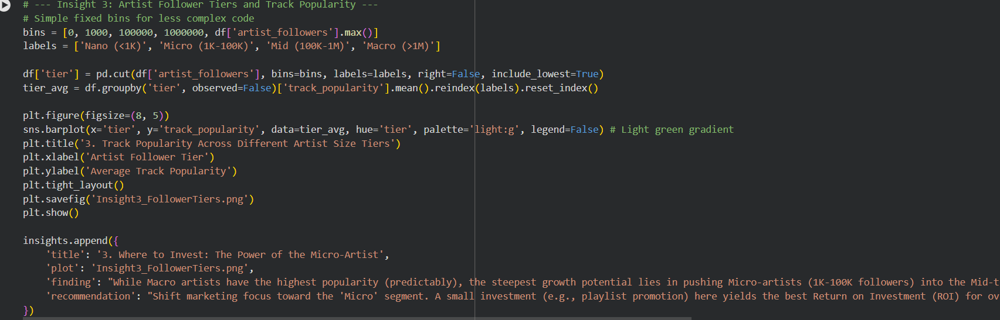 # --- Insight 3: Artist Follower Tiers and Track Popularity ---
# Simple fixed bins for less complex code
bins = [0, 1000, 100000, 1000000, df['artist_followers'].max()]
labels = ['Nano (<1K)', 'Micro (1K-100K)', 'Mid (100K-1M)', 'Macro (>1M)']
df['tier'] = pd.cut(df['artist_followers'], bins=bins, labels=labels, right=False, include_lowest=True)
tier_avg = df.groupby('tier', observed=False)['track_popularity'].mean().reindex(labels).reset_index()
plt.figure(figsize=(8, 5))
sns.barplot(x='tier', y='track_popularity', data=tier_avg, hue='tier', palette='light:g', legend=False) # Light green gradient
plt.title('3. Track Popularity Across Different Artist Size Tiers')
plt.xlabel('Artist Follower Tier')
plt.ylabel('Average Track Popularity')
plt.tight_layout()
plt.savefig('Insight3_FollowerTiers.png')
plt.show()
insights.append({
    'title': '3. Where to Invest: The Power of the Micro-Artist',
    'plot': 'Insight3_FollowerTiers.png',
    'finding': "While Macro artists have the highest popularity (predictably), the steepest growth potential lies in pushing Micro-artists (1K-100K followers) into the Mid-t
    'recommendation': "Shift marketing focus toward the 'Micro' segment. A small investment (e.g., playlist promotion) here yields the best Return on Investment (ROI) for ov
})